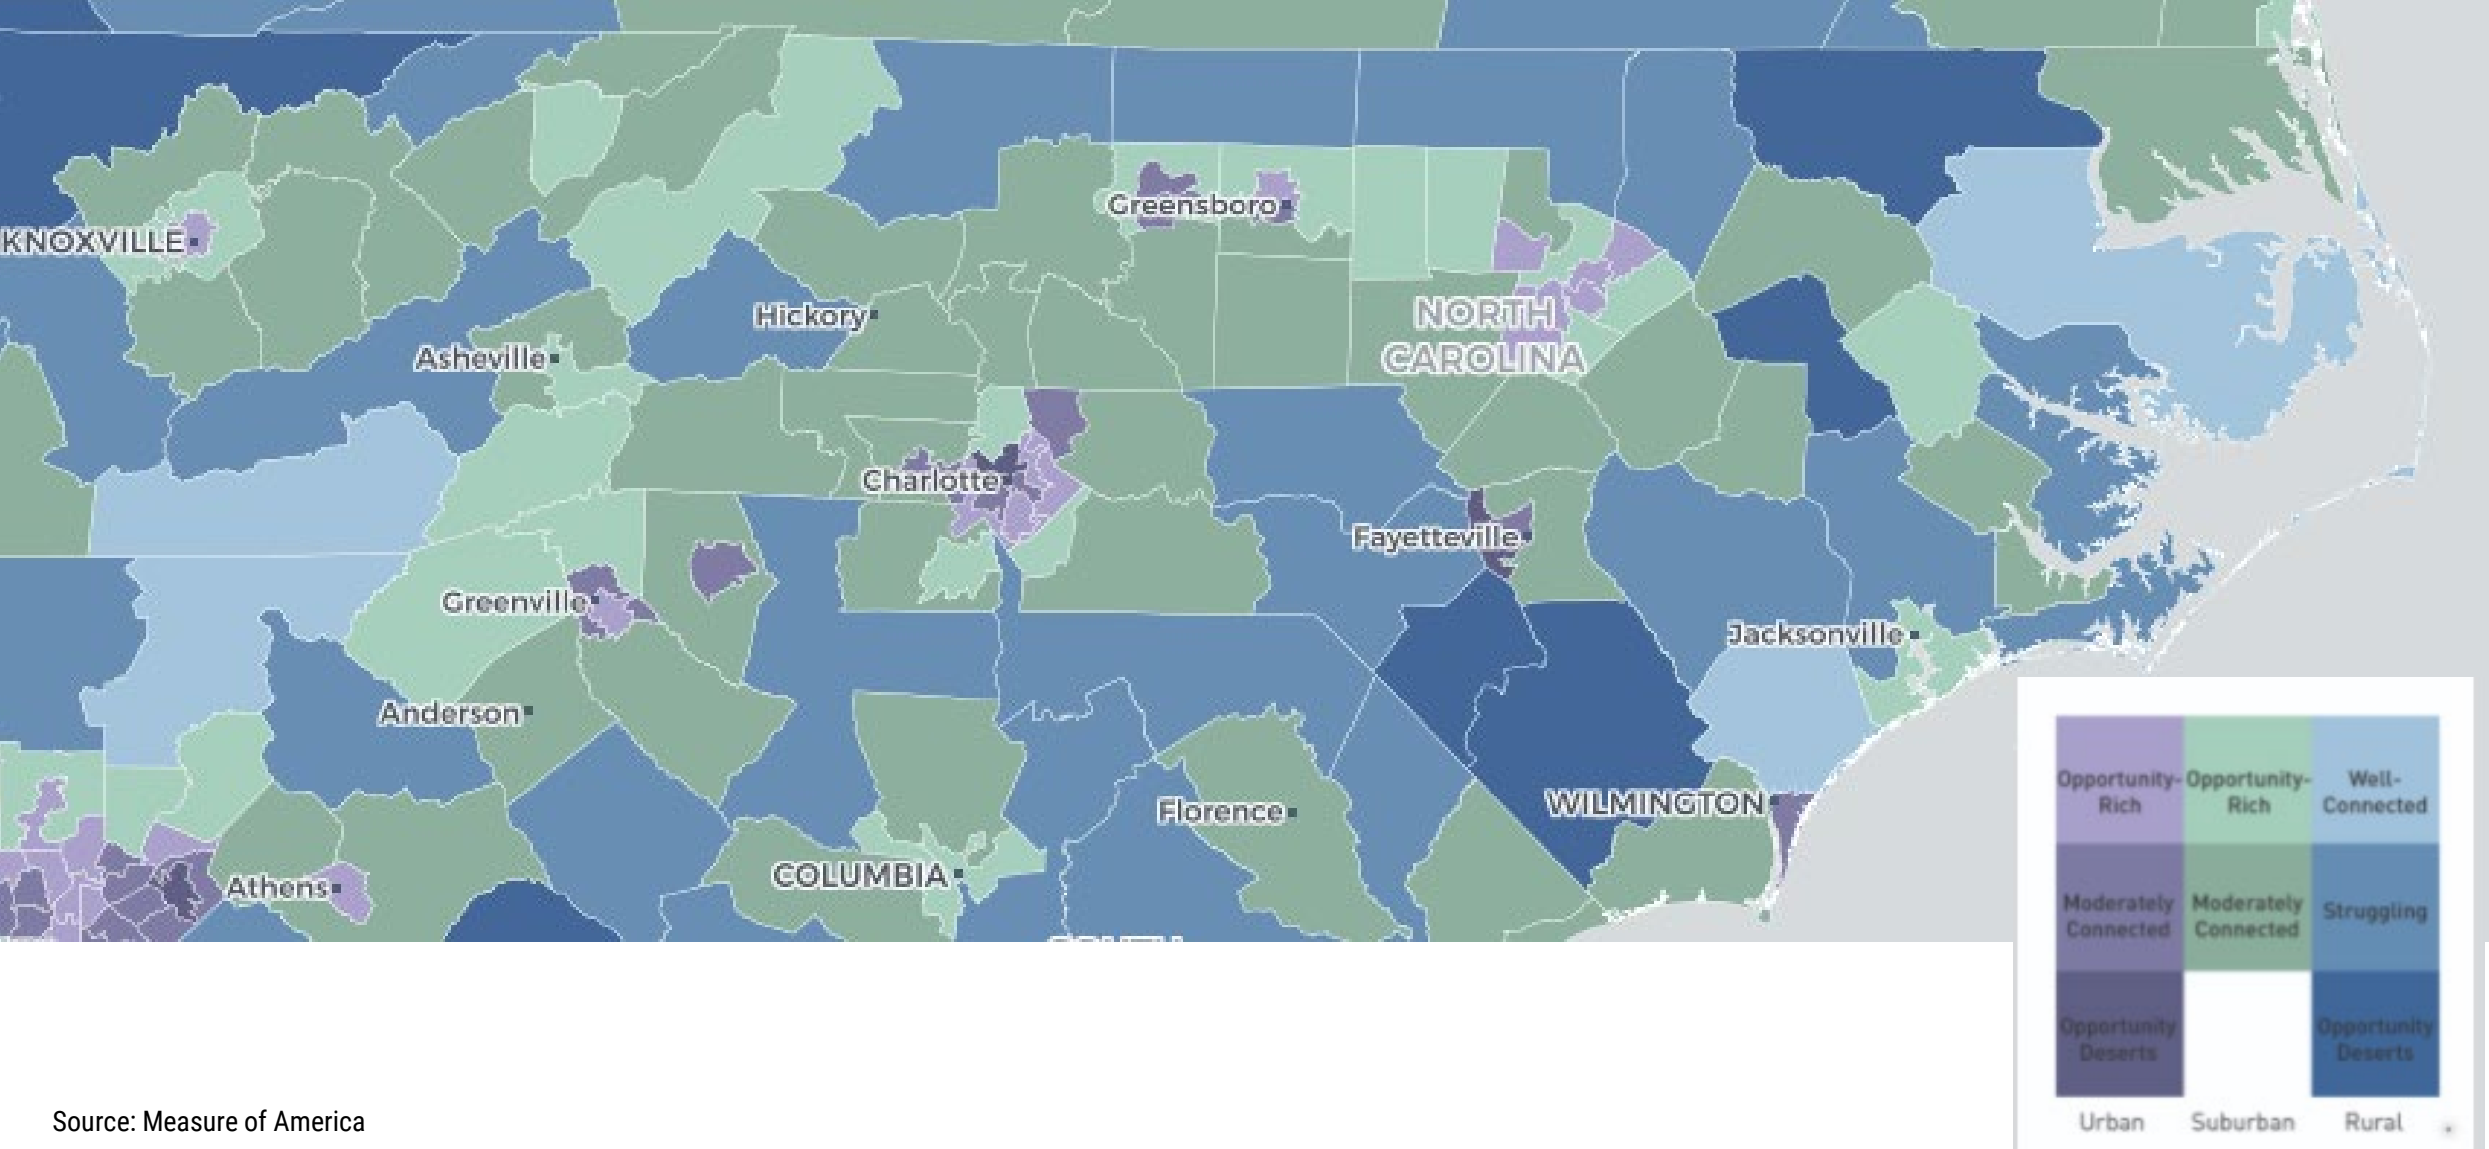 Greensboro
KNOXVILLE
Hickory
NORTH
CAROLINA
Asheville
Charlotte
Fayetteville
Greenville
Jacksonville
Anderson
WILMINGTON
Florence
COLUMBIA
Athens
SOUTH
Opportunity-
Rich
Opportunity-
Rich
Well-
Connected
Moderately
Connected
Moderately
Connected
Struggling
Opportunity
Deserts
Opportunity
Deserts
Urban
Suburban
Rural
Source: Measure of America